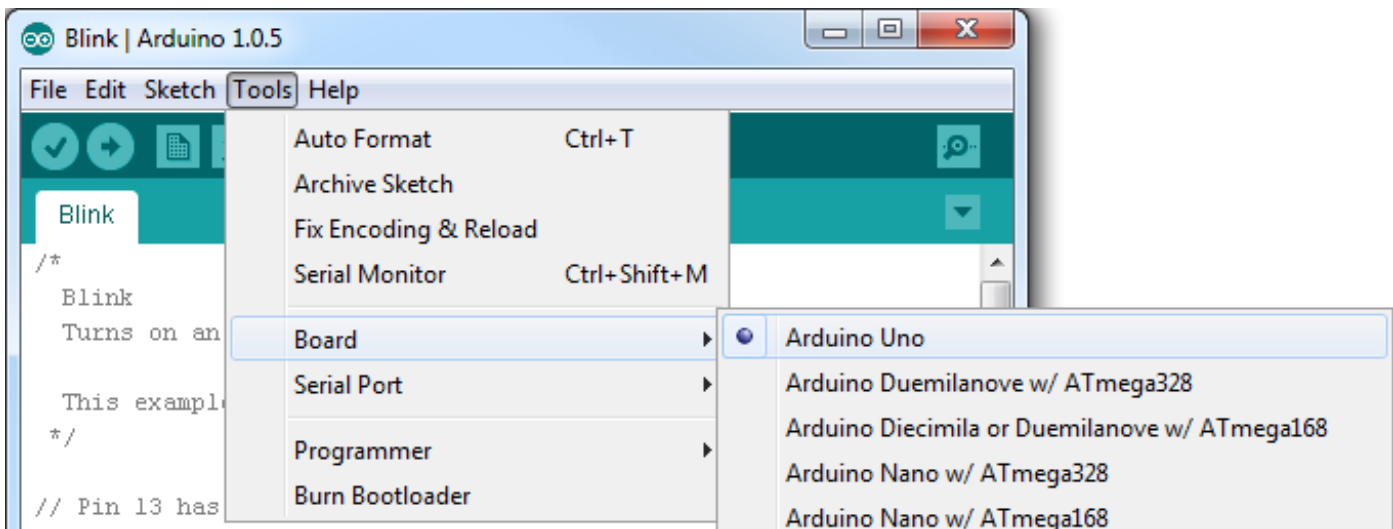 Blink | Arduino 1.0.5
File Edit Sketch Tools Help
Auto Format Ctrl+T
Archive Sketch
Fix Encoding & Reload
Serial Monitor Ctrl+Shift+M
Board
Serial Port
Programmer
Burn Bootloader
Arduino Uno
Arduino Duemilanove w/ ATmega328
Arduino Diecimila or Duemilanove w/ ATmega168
Arduino Nano w/ ATmega328
Arduino Nano w/ ATmega168
Blink
/*
Blink
Turns on an
This exampl
*/
// Pin 13 has